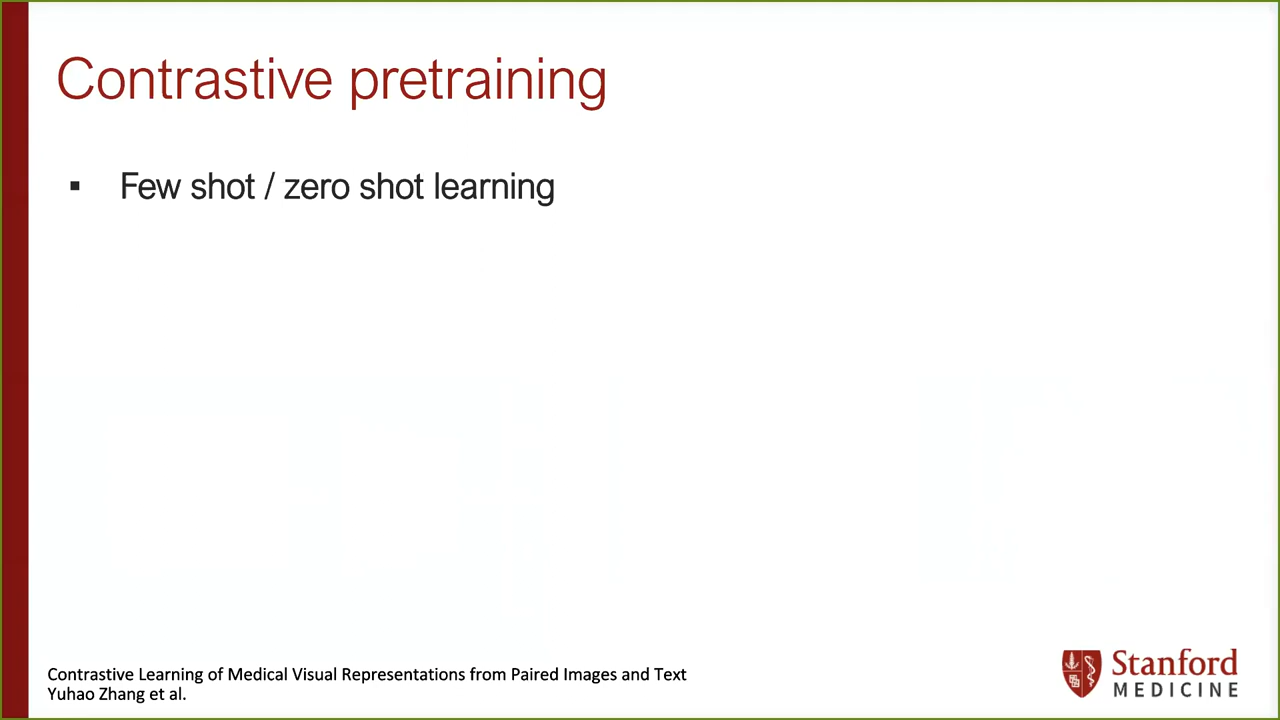 Contrastive pretraining
▪ Few shot / zero shot learning
Contrastive Learning of Medical Visual Representations from Paired Images and Text
Yuhao Zhang et al.
Stanford
MEDICINE